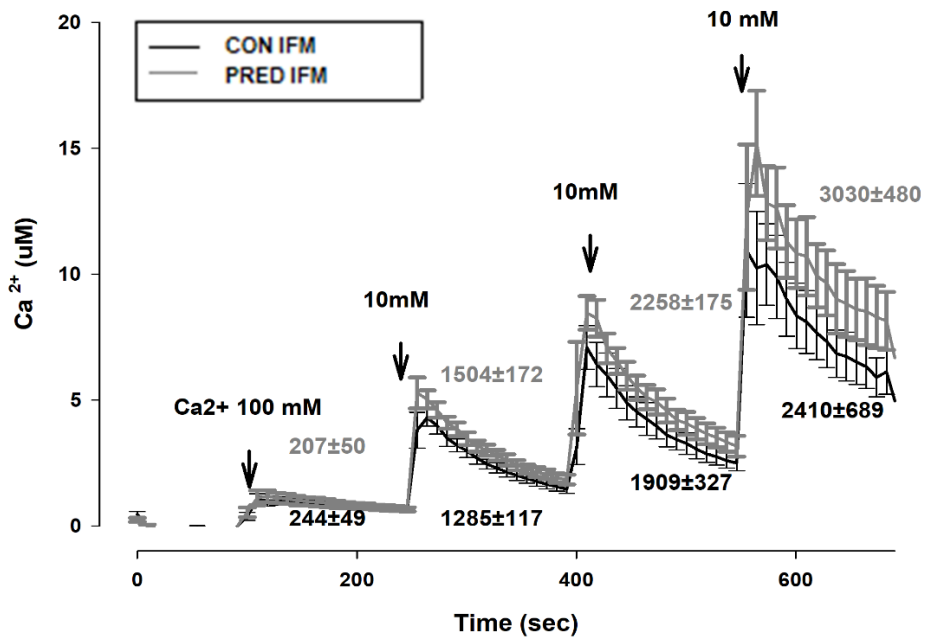 CON IFM
PRED IFM
10 mM
10mM
10mM
Ca2+ 100 mM
3030±480
2258±175
1504±172
207±50
2410±689
1909±327
244±49
1285±117
Ca 2+ (uM)
20
15
10
5
0
0
200
400
600
Time (sec)